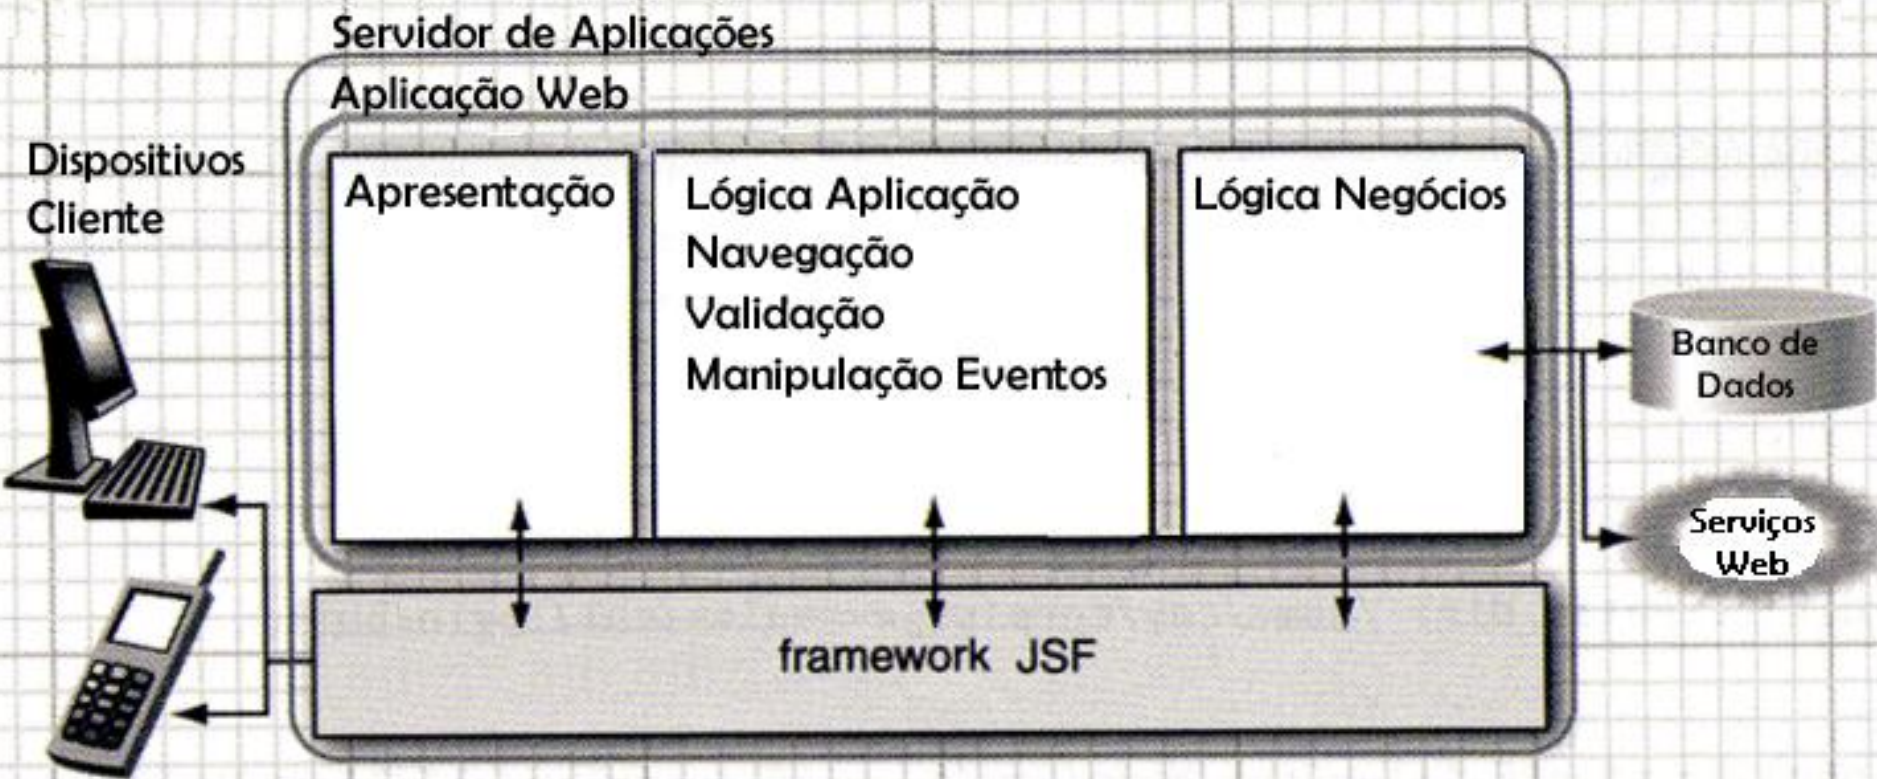 Servidor de Aplicações
Aplicação Web
Dispositivos
Cliente
Apresentação
Lógica Aplicação
Navegação
Validação
Manipulação Eventos
Lógica Negócios
Banco de
Dados
Serviços
Web
framework JSF